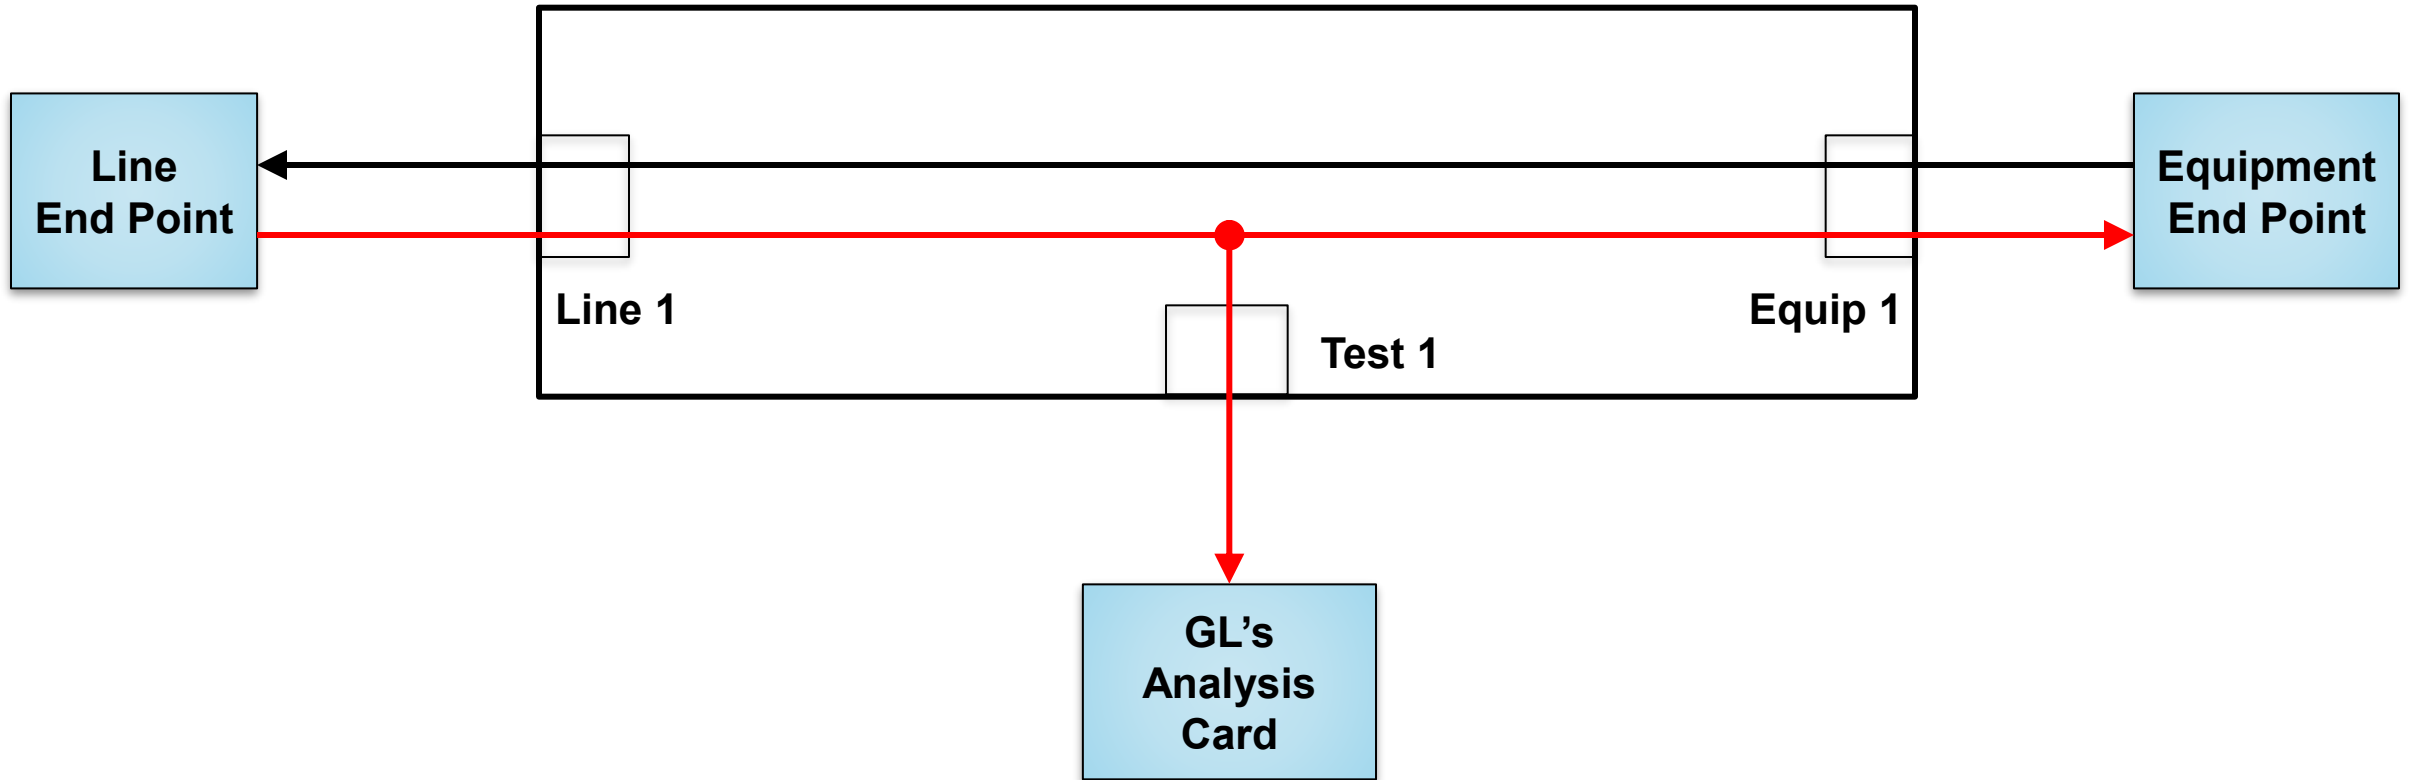 Line
End Point
Equipment
End Point
Line 1
Equip 1
Test 1
GL’s
Analysis
Card